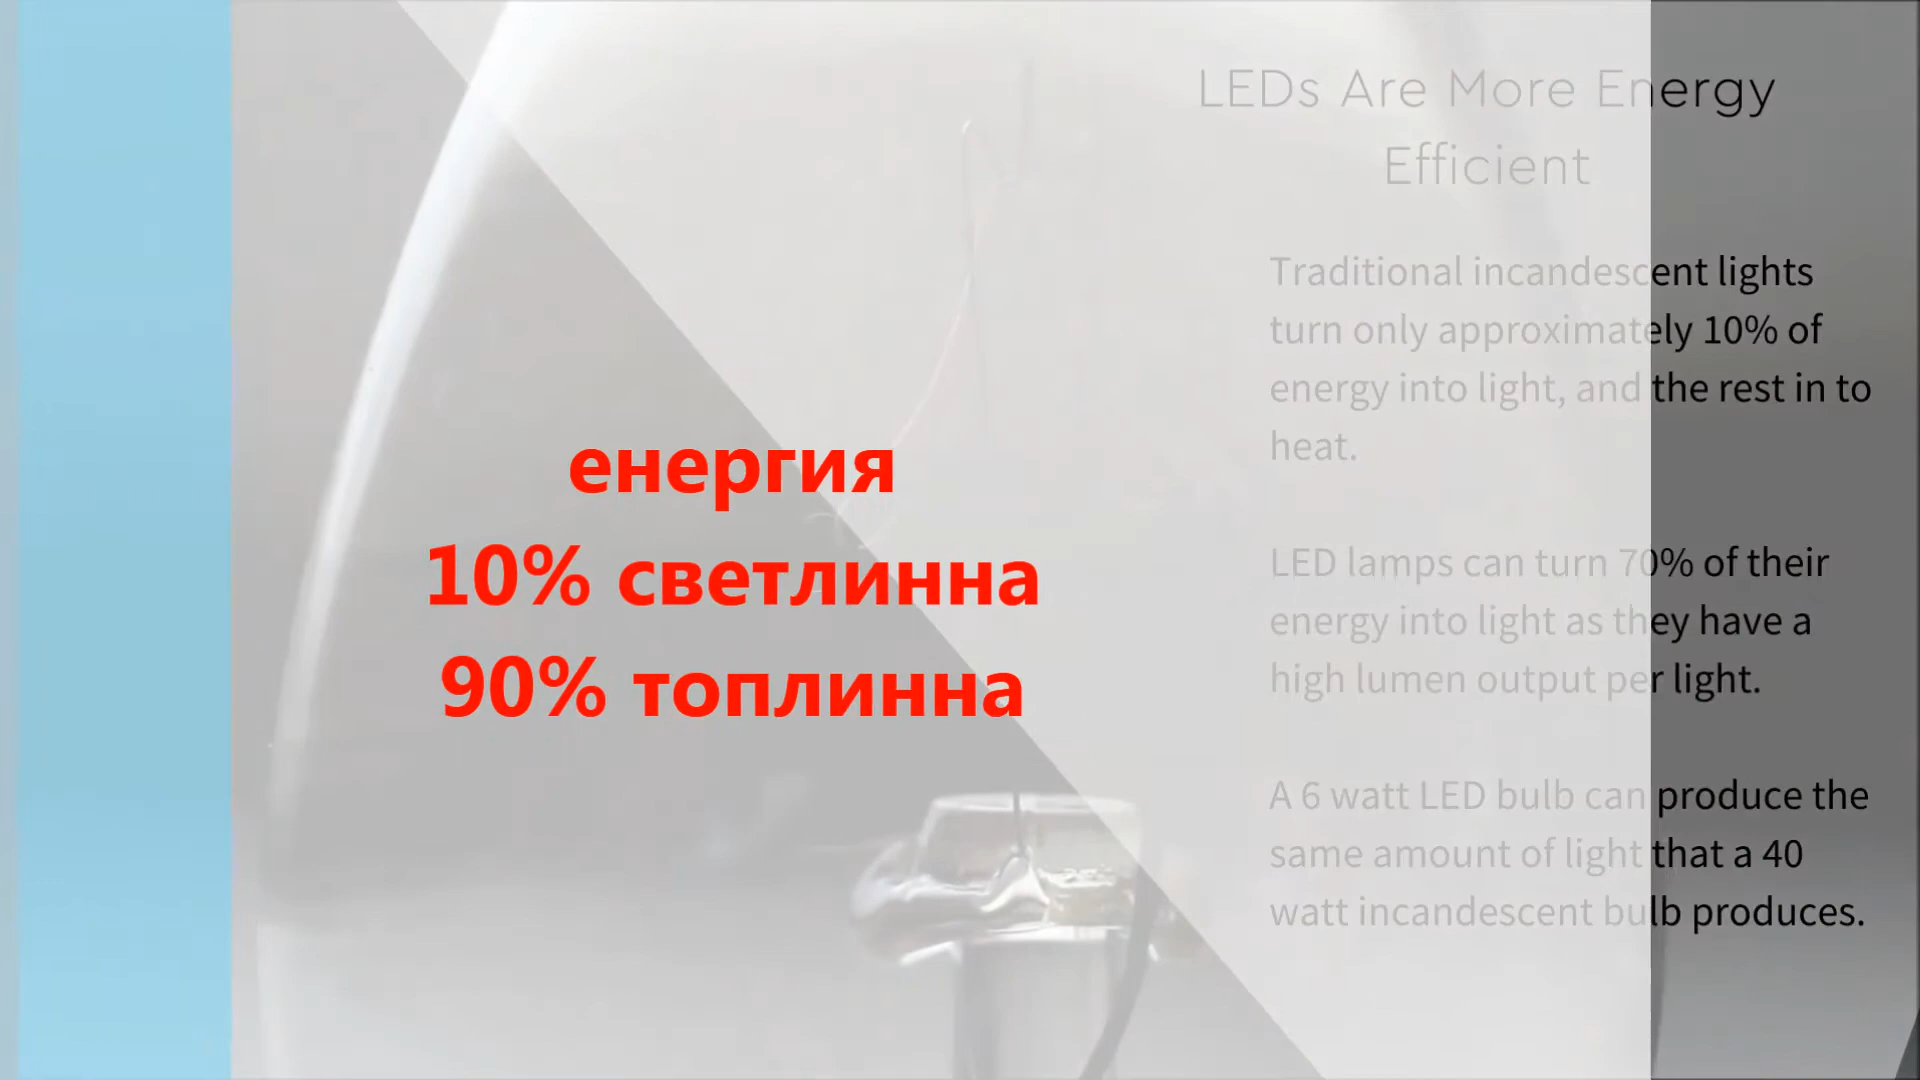 LEDs Are More Energy
Efficient
Traditional incandescent lights
turn only approximately 10% of
energy into light, and the rest in to
heat.
LED lamps can turn 70% of their
energy into light as they have a
high lumen output per light.
A 6 watt LED bulb can produce the
same amount of light that a 40
watt incandescent bulb produces.
енергия
10% светлинна
90% топлинна